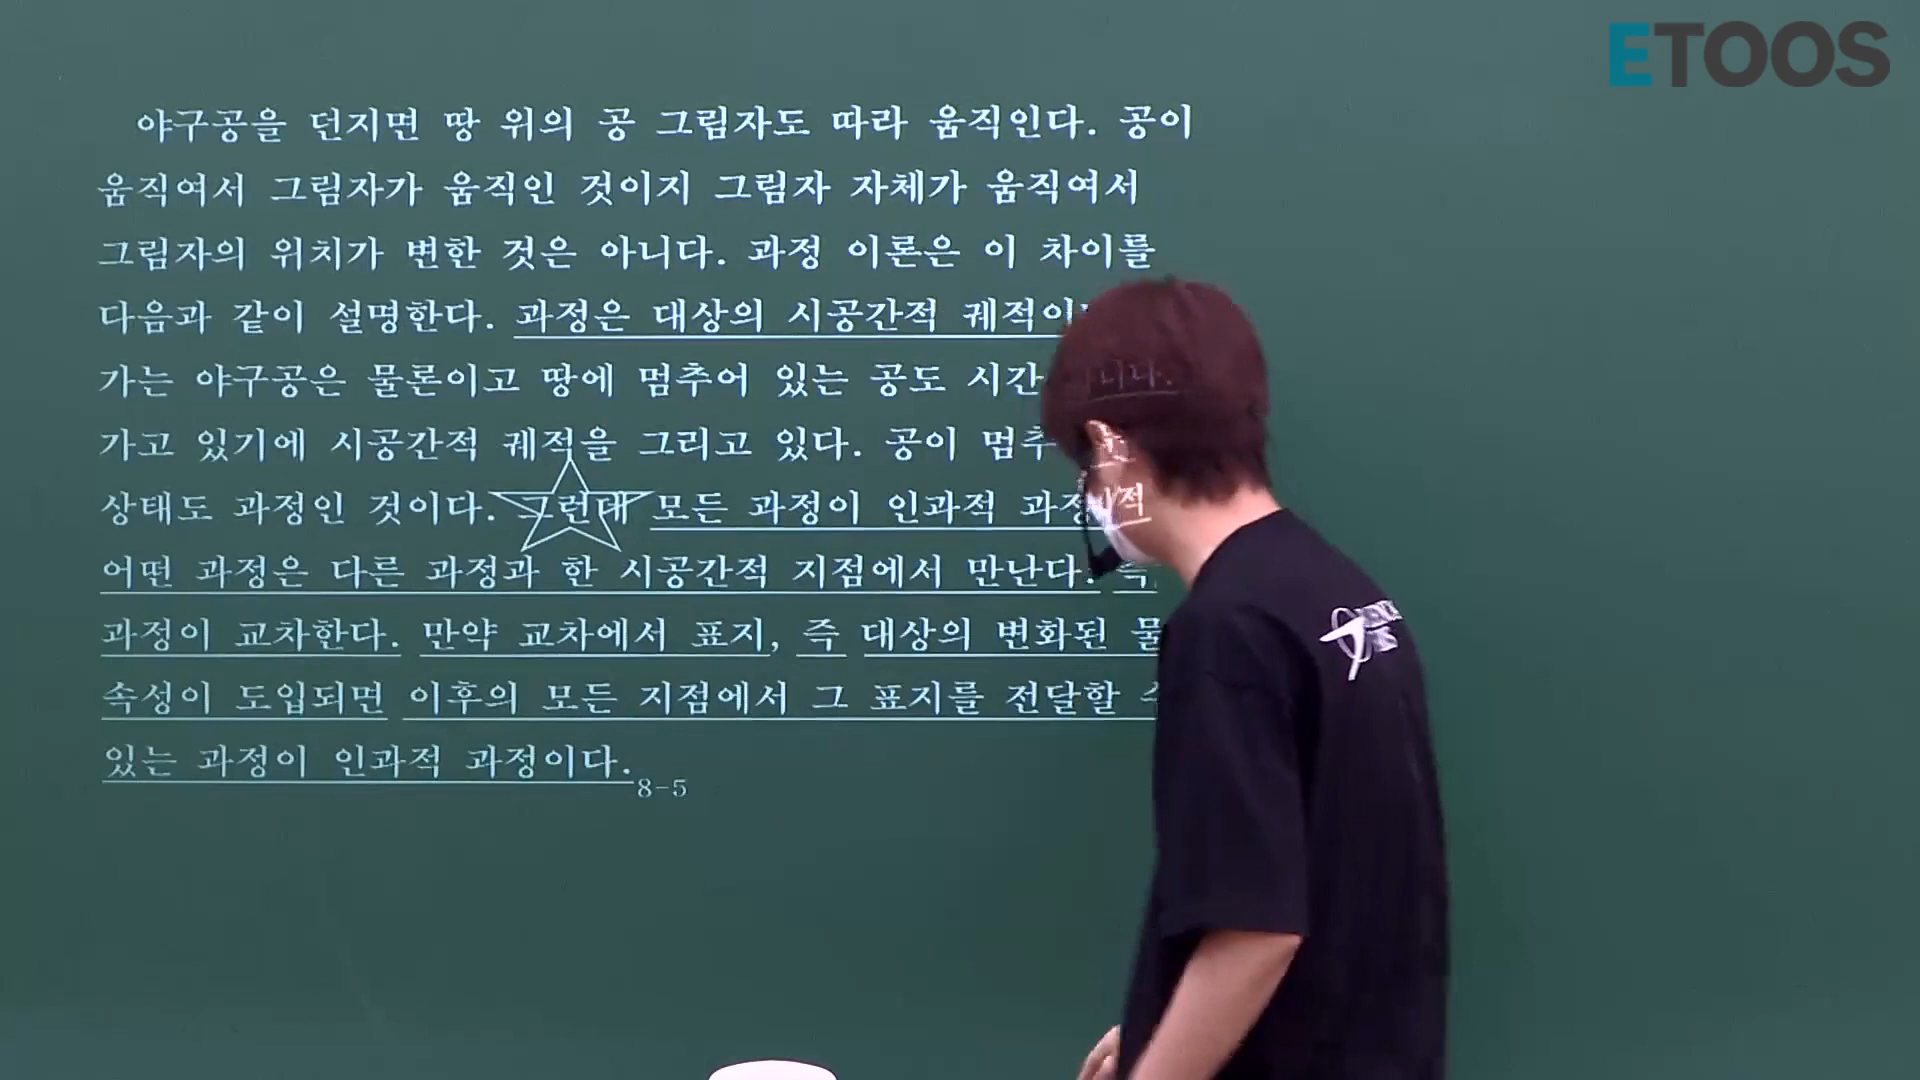 ETOOS
야구공을 던지면 땅 위의 공 그림자도 따라 움직인다. 공이
움직여서 그림자가 움직인 것이지 그림자 자체가 움직여서
그림자의 위치가 변한 것은 아니다. 과정 이론은 이 차이를
다음과 같이 설명한다. 과정은 대상의 시공간적 궤적이
가는 야구공은 물론이고 땅에 멈추어 있는 공도 시간 니다.
가고 있기에 시공간적 궤적을 그리고 있다. 공이 멈추
상태도 과정인 것이다. 그런데 모든 과정이 인과적 과정
어떤 과정은 다른 과정과 한 시공간적 지점에서 만난다. 즉,
과정이 교차한다. 만약 교차에서 표지, 즉 대상의 변화된 물
속성이 도입되면 이후의 모든 지점에서 그 표지를 전달할 수
있는 과정이 인과적 과정이다.
8-5